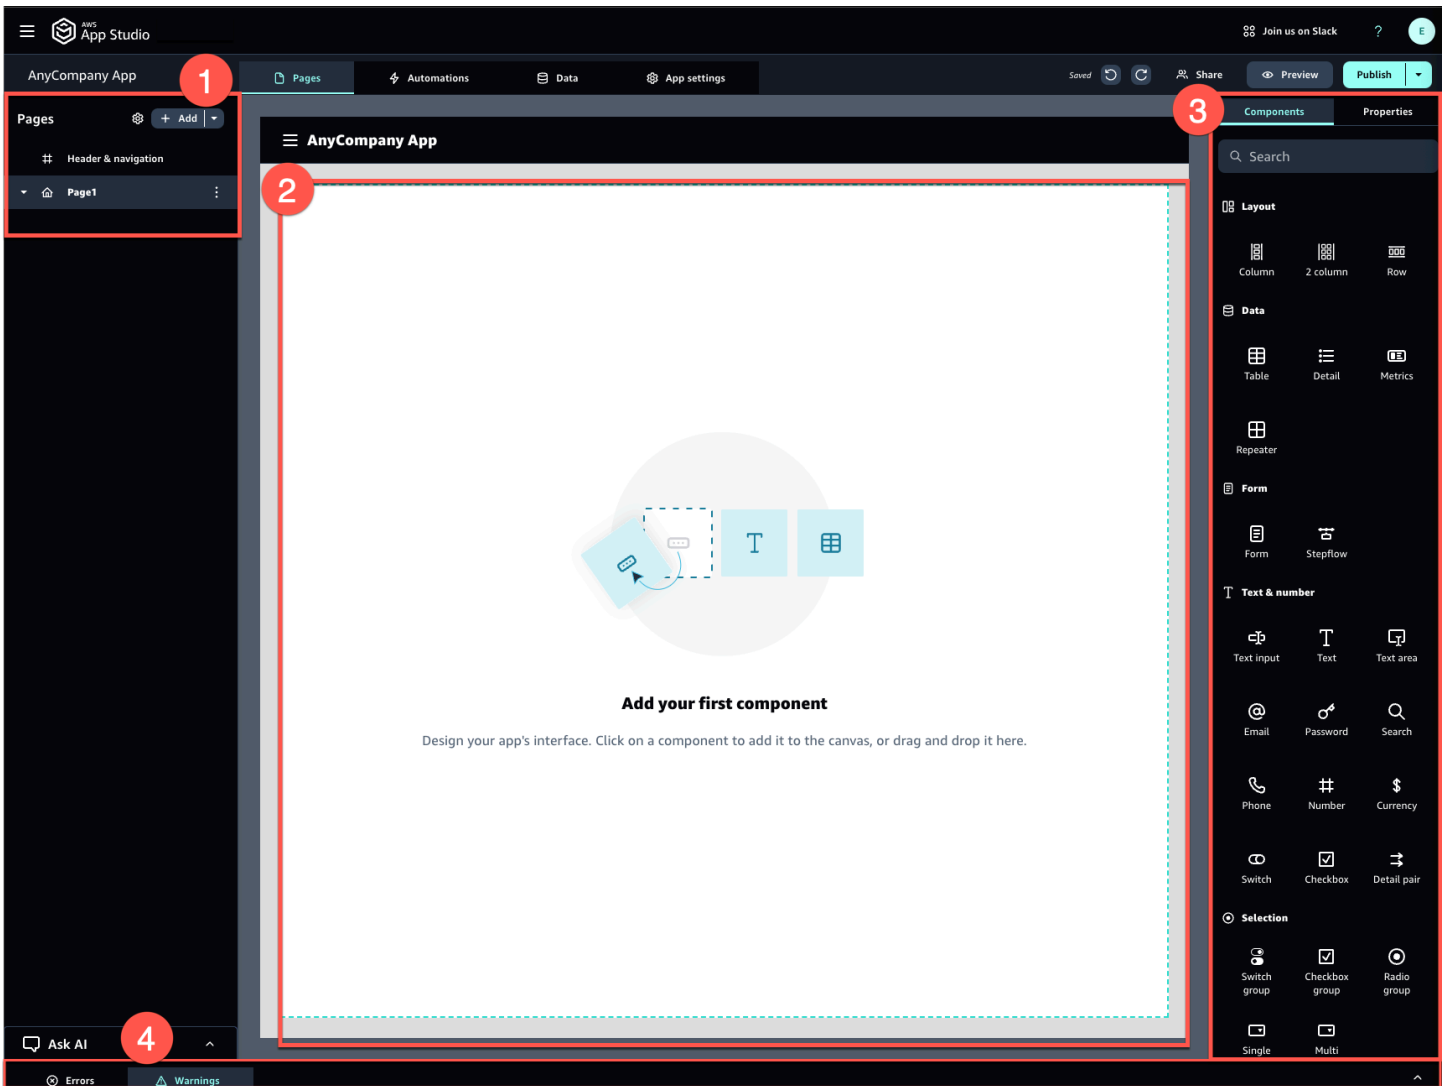 AWS
App Studio
Join us on Slack
?
E
AnyCompany App
1
Pages
Automations
Data
App settings
Saved
Share
Preview
Publish
Pages
+ Add
Header & navigation
Page1
AnyCompany App
2
3
Components
Properties
Search
Layout
Column
2 column
Row
Data
Table
Detail
Metrics
Repeater
Form
Form
Stepflow
Text & number
Text input
Text
Text area
Email
Password
Search
Phone
Number
Currency
Switch
Checkbox
Detail pair
Selection
Switch
group
Checkbox
group
Radio
group
Single
Multi
Add your first component
Design your app's interface. Click on a component to add it to the canvas, or drag and drop it here.
Ask AI
4
Errors
Warnings